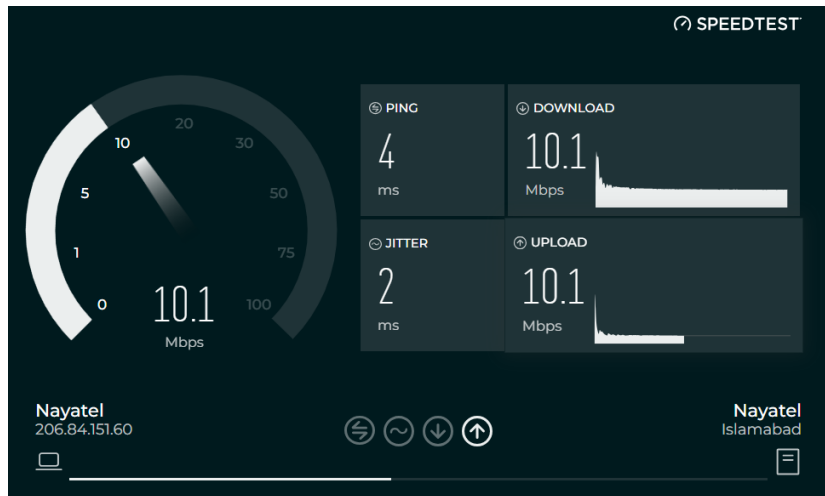 SPEEDTEST
0
1
5
10
20
30
50
75
100
10.1
Mbps
PING
4
ms
DOWNLOAD
10.1
Mbps
JITTER
2
ms
UPLOAD
10.1
Mbps
Nayatel
206.84.151.60
Nayatel
Islamabad